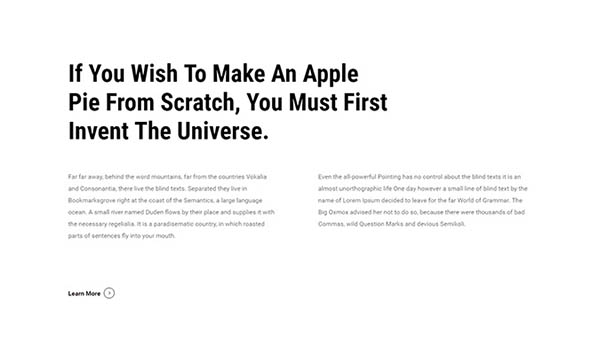 If You Wish To Make An Apple
Pie From Scratch, You Must First
Invent The Universe.
Far far away, behind the word mountains, far from the countries Vokalia
and Consonantia, there live the blind texts. Separated they live in
Bookmarksgrove right at the coast of the Semantics, a large language
ocean. A small river named Duden flows by their place and supplies it with
the necessary regelialia. It is a paradisematic country, in which roasted
parts of sentences fly into your mouth.
Even the all-powerful Pointing has no control about the blind texts it is an
almost unorthographic life One day however a small line of blind text by the
name of Lorem Ipsum decided to leave for the far World of Grammar. The
Big Oxmox advised her not to do so, because there were thousands of bad
Commas, wild Question Marks and devious Semikoli.
Learn More